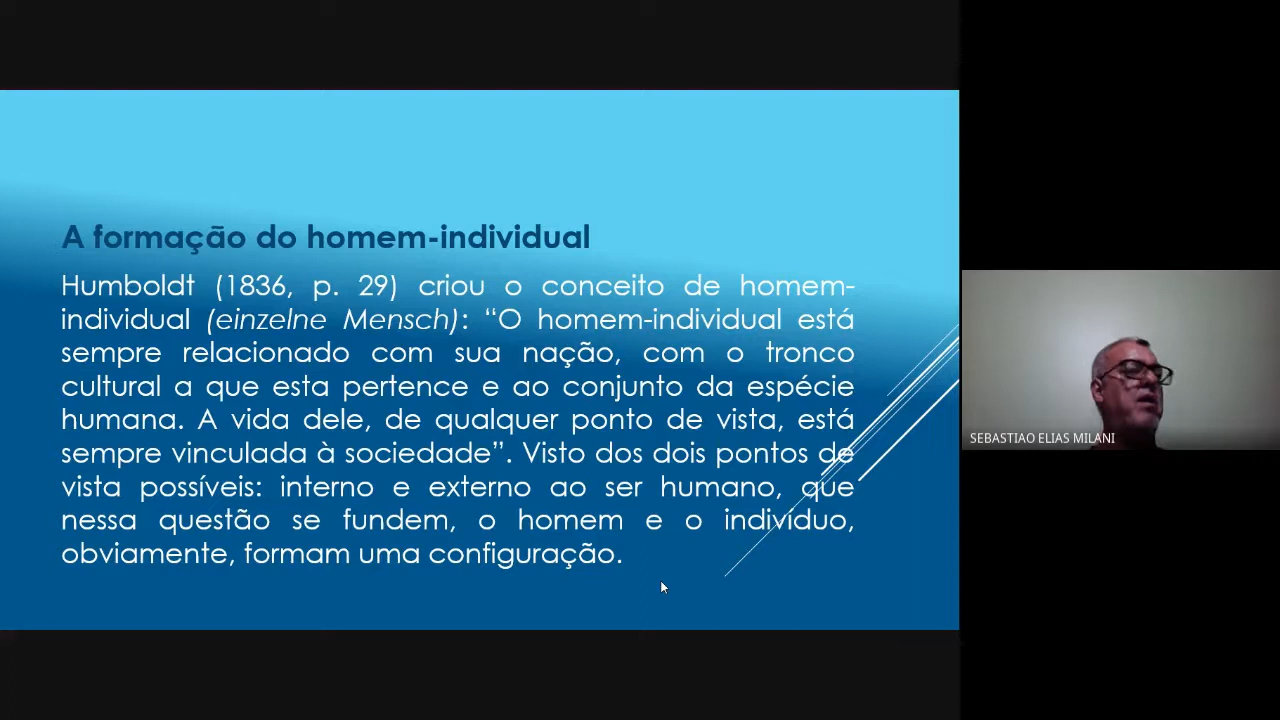 A formação do homem-individual
Humboldt (1836, p. 29) criou o conceito de homem-
individual (einzelne Mensch): “O homem-individual está
sempre relacionado com sua nação, com o tronco
cultural a que esta pertence e ao conjunto da espécie
humana. A vida dele, de qualquer ponto de vista, está
sempre vinculada à sociedade”. Visto dos dois pontos de
vista possíveis: interno e externo ao ser humano, que
nessa questão se fundem, o homem e o indivíduo,
obviamente, formam uma configuração.
SEBASTIAO ELIAS MILANI